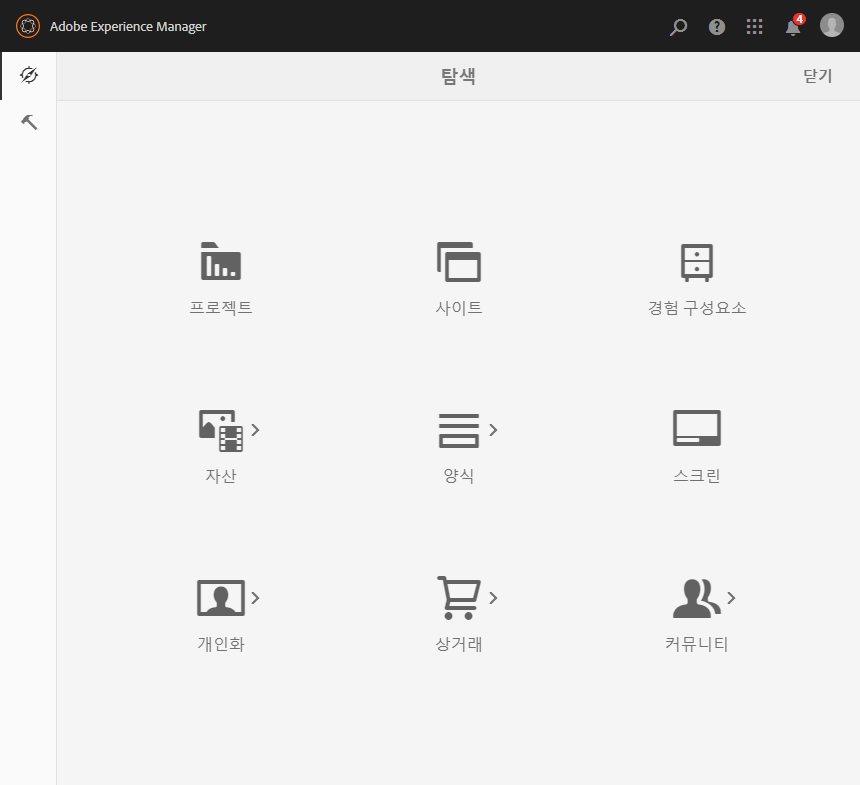 Adobe Experience Manager
4
탐색
닫기
프로젝트
사이트
경험 구성요소
자산
양식
스크린
개인화
상거래
커뮤니티